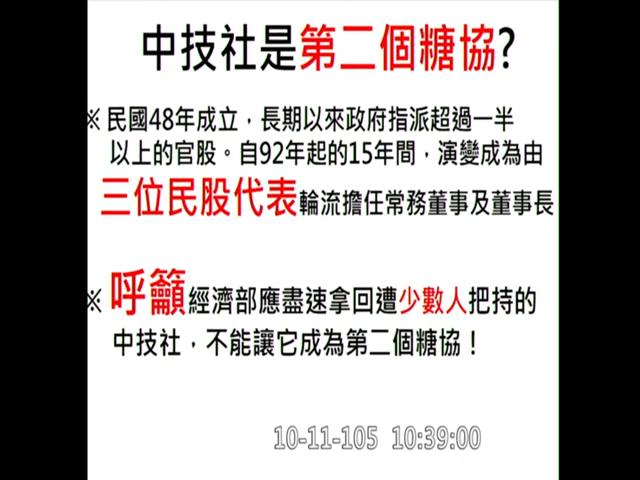 中技社是第二個糖協?
※ 民國48年成立，長期以來政府指派超過一半
以上的官股。自92年起的15年間，演變成為由
三位民股代表輪流擔任常務董事及董事長
※ 呼籲經濟部應盡速拿回遭少數人把持的
中技社，不能讓它成為第二個糖協！
10-11-105 10:39:00